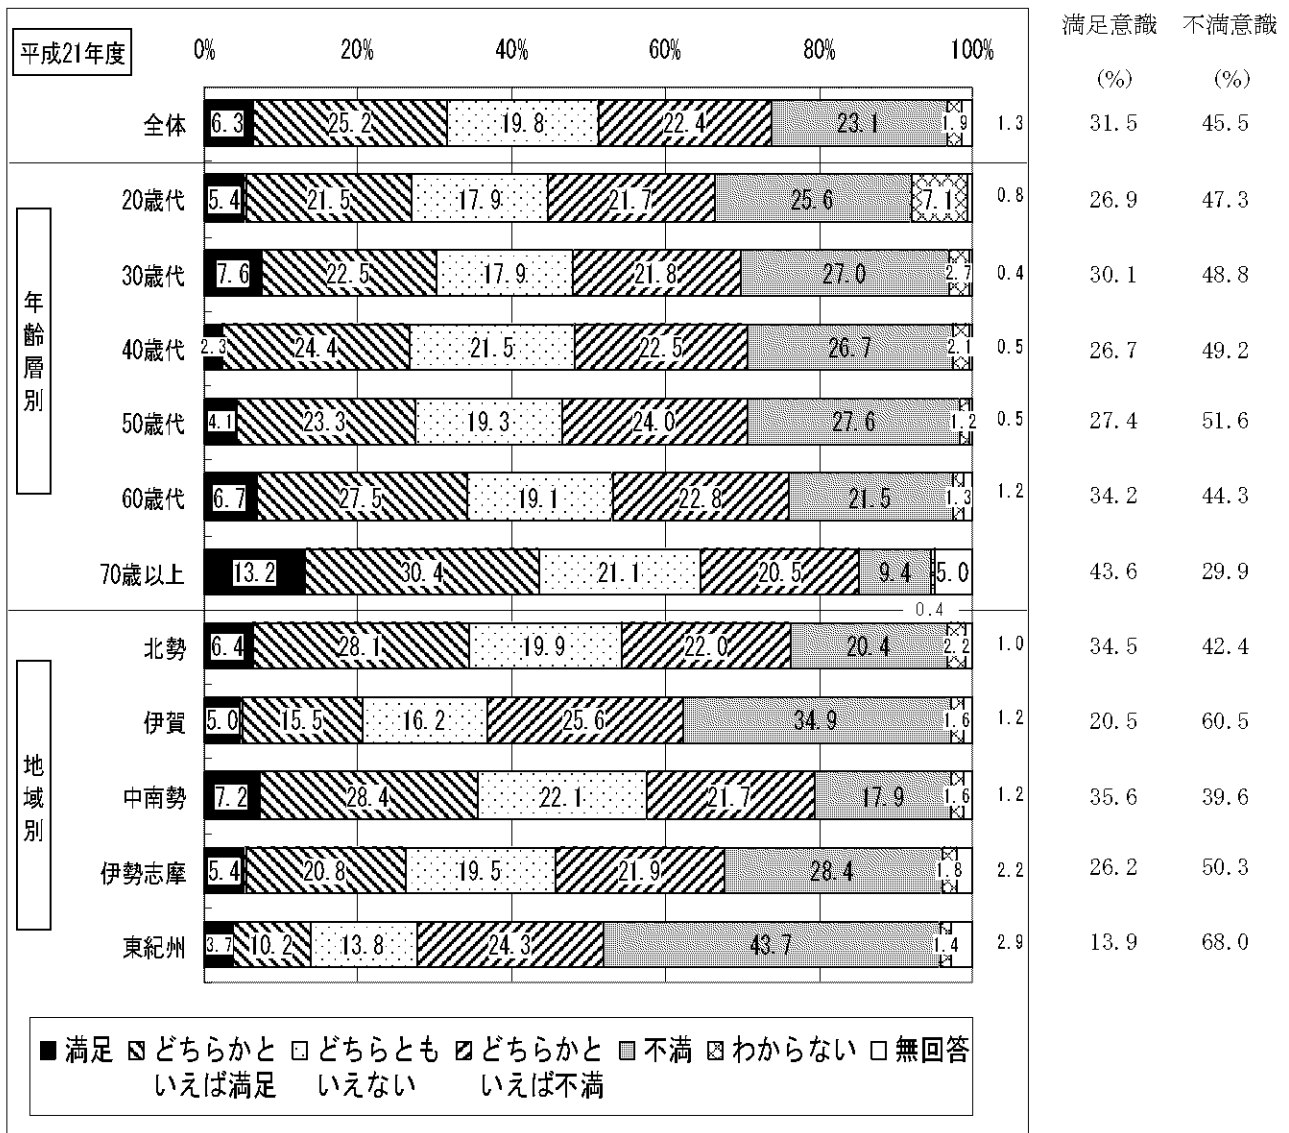 満足意識 不満意識
平成21年度 0% 20% 40% 60% 80% 100%
(%) (%)
全体 6.3 25.2 19.8 22.4 23.1 1.9 1.3 31.5 45.5
年齢層別
20歳代 5.4 21.5 17.9 21.7 25.6 7.1 0.8 26.9 47.3
30歳代 7.6 22.5 17.9 21.8 27.0 2.7 0.4 30.1 48.8
40歳代 2.3 24.4 21.5 22.5 26.7 2.1 0.5 26.7 49.2
50歳代 4.1 23.3 19.3 24.0 27.6 1.2 0.5 27.4 51.6
60歳代 6.7 27.5 19.1 22.8 21.5 1.3 1.2 34.2 44.3
70歳以上 13.2 30.4 21.1 20.5 9.4 5.0 43.6 29.9
0.4
地域別
北勢 6.4 28.1 19.9 22.0 20.4 2.2 1.0 34.5 42.4
伊賀 5.0 15.5 16.2 25.6 34.9 1.6 1.2 20.5 60.5
中南勢 7.2 28.4 22.1 21.7 17.9 1.6 1.2 35.6 39.6
伊勢志摩 5.4 20.8 19.5 21.9 28.4 1.8 2.2 26.2 50.3
東紀州 3.7 10.2 13.8 24.3 43.7 1.4 2.9 13.9 68.0
満足 どちらかと どちらとも どちらかと 不満 わからない 無回答
いえば満足 いえない いえば不満